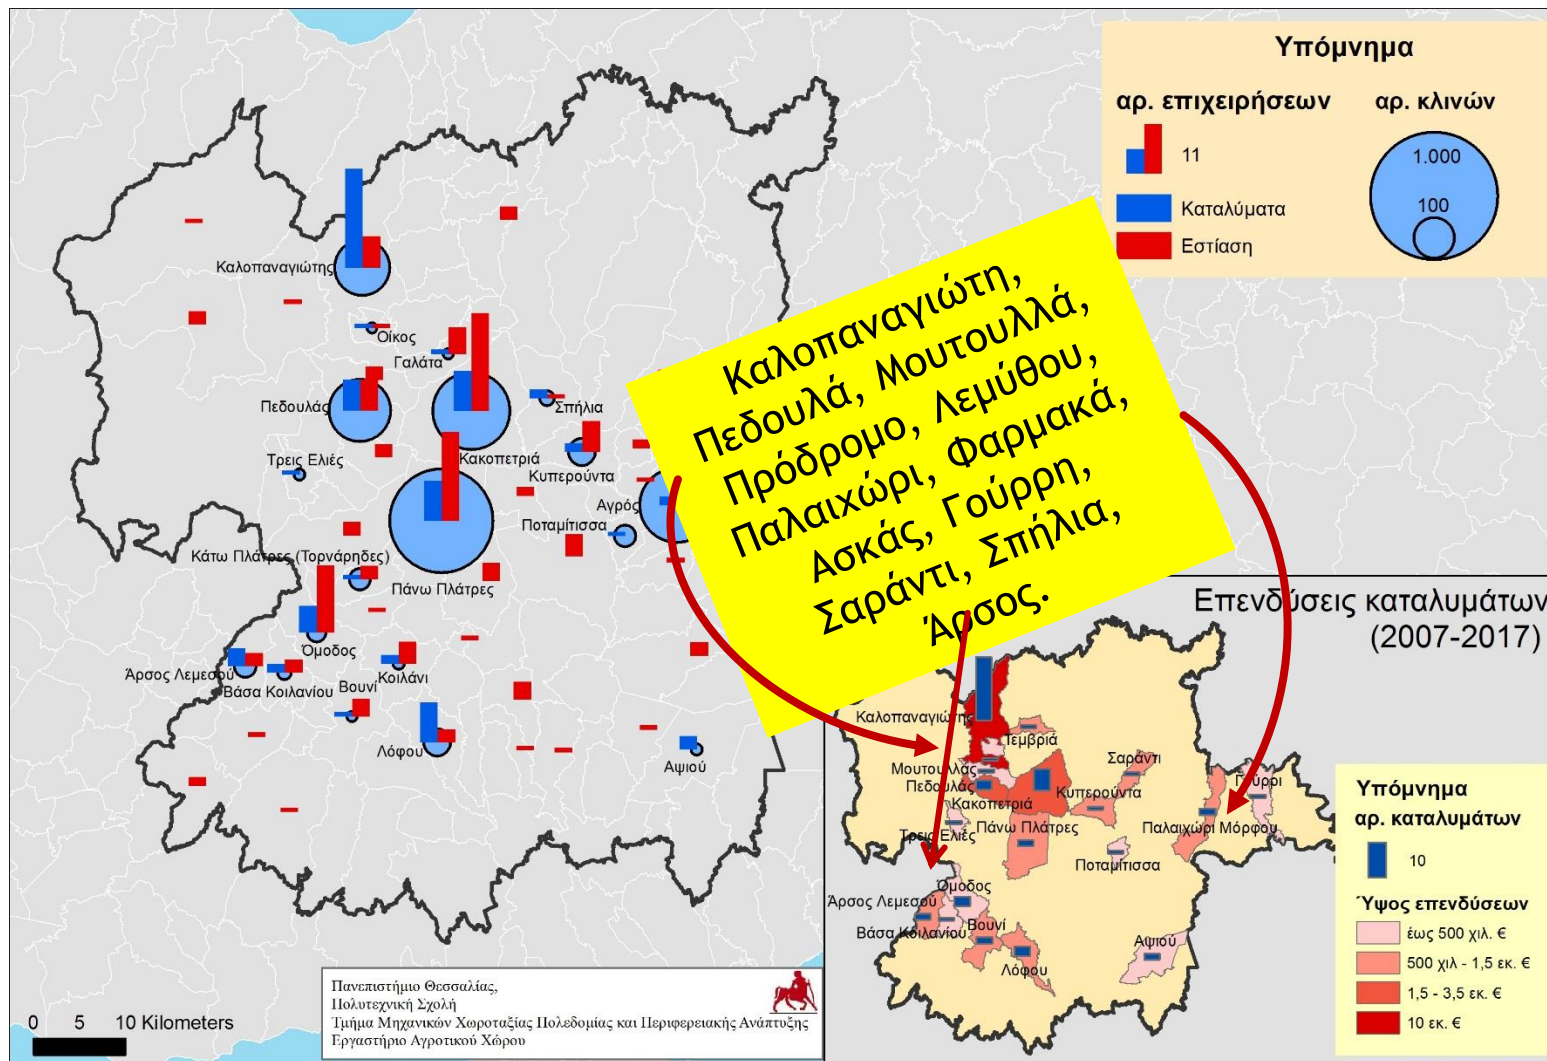 Υπόμνημα
αρ. επιχειρήσεων
αρ. κλινών
11
1.000
100
Καταλύματα
Εστίαση
Καλοπαναγιώτης
Οίκος
Γαλάτα
Πεδουλάς
Κακοπετριά
Σπήλια
Τρεις Ελιές
Κυπερούντα
Αγρός
Ποταμίτισσα
Κάτω Πλάτρες (Τορνάρηδες)
Πάνω Πλάτρες
Όμοδος
Άρσος Λεμεσού
Βάσα Κοιλανίου
Κοιλάνι
Βουνί
Λόφου
Αψιού
Καλοπαναγιώτη,
Πεδουλά, Μουτουλλά,
Πρόδρομο, Λεμύθου,
Παλαιχώρι, Φαρμακά,
Ασκάς, Γούρρη,
Σαράντι, Σπήλια,
Άρσος.
Επενδύσεις καταλυμάτων
(2007-2017)
Καλοπαναγιώτης
Τεμβριά
Μουτουλλάς
Πεδουλάς
Κακοπετριά
Σαράντι
Κυπερούντα
Γούρρι
Παλαιχώρι Μόρφου
Τρεις Ελιές
Πάνω Πλάτρες
Ποταμίτισσα
Όμοδος
Άρσος Λεμεσού
Βάσα Κοιλανίου
Βουνί
Λόφου
Αψιού
Υπόμνημα
αρ. καταλυμάτων
10
Ύψος επενδύσεων
έως 500 χιλ. €
500 χιλ - 1,5 εκ. €
1,5 - 3,5 εκ. €
10 εκ. €
Πανεπιστήμιο Θεσσαλίας,
Πολυτεχνική Σχολή
Τμήμα Μηχανικών Χωροταξίας Πολεδομίας και Περιφερειακής Ανάπτυξης
Εργαστήριο Αγροτικού Χώρου
0 5 10 Kilometers